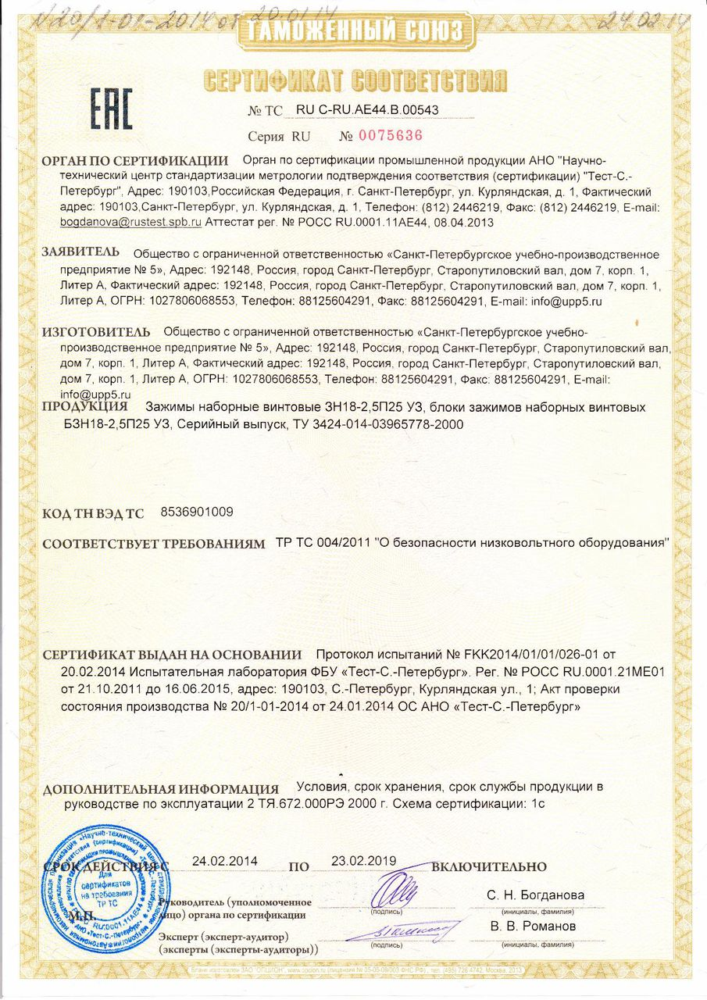 N20/1-01-2014 от 20.01.14
24.02.14
ТАМОЖЕННЫЙ СОЮЗ
СЕРТИФИКАТ СООТВЕТСТВИЯ
ЕАС
№ ТС RU C-RU.АЕ44.В.00543
Серия RU № 0075636
ОРГАН ПО СЕРТИФИКАЦИИ Орган по сертификации промышленной продукции АНО "Научно-
технический центр стандартизации метрологии подтверждения соответствия (сертификации) "Тест-С.-
Петербург", Адрес: 190103,Российская Федерация, г. Санкт-Петербург, ул. Курляндская, д. 1, Фактический
адрес: 190103,Санкт-Петербург, ул. Курляндская, д. 1, Телефон: (812) 2446219, Факс: (812) 2446219, E-mail:
bogdanova@rustest.spb.ru Аттестат рег. № РОСС RU.0001.11АЕ44, 08.04.2013
ЗАЯВИТЕЛЬ Общество с ограниченной ответственностью «Санкт-Петербургское учебно-производственное
предприятие № 5», Адрес: 192148, Россия, город Санкт-Петербург, Старопутиловский вал, дом 7, корп. 1,
Литер А, Фактический адрес: 192148, Россия, город Санкт-Петербург, Старопутиловский вал, дом 7, корп. 1,
Литер А, ОГРН: 1027806068553, Телефон: 88125604291, Факс: 88125604291, E-mail: info@upp5.ru
ИЗГОТОВИТЕЛЬ Общество с ограниченной ответственностью «Санкт-Петербургское учебно-
производственное предприятие № 5», Адрес: 192148, Россия, город Санкт-Петербург, Старопутиловский вал,
дом 7, корп. 1, Литер А, Фактический адрес: 192148, Россия, город Санкт-Петербург, Старопутиловский вал,
дом 7, корп. 1, Литер А, ОГРН: 1027806068553, Телефон: 88125604291, Факс: 88125604291, E-mail:
info@upp5.ru
ПРОДУКЦИЯ Зажимы наборные винтовые ЗН18-2,5П25 УЗ, блоки зажимов наборных винтовых
БЗН18-2,5П25 УЗ, Серийный выпуск, ТУ 3424-014-03965778-2000
КОД ТН ВЭД ТС 8536901009
СООТВЕТСТВУЕТ ТРЕБОВАНИЯМ ТР ТС 004/2011 "О безопасности низковольтного оборудования"
СЕРТИФИКАТ ВЫДАН НА ОСНОВАНИИ Протокол испытаний № FKK2014/01/01/026-01 от
20.02.2014 Испытательная лаборатория ФБУ «Тест-С.-Петербург». Рег. № РОСС RU.0001.21МЕ01
от 21.10.2011 до 16.06.2015, адрес: 190103, С.-Петербург, Курляндская ул., 1; Акт проверки
состояния производства № 20/1-01-2014 от 24.01.2014 ОС АНО «Тест-С.-Петербург»
ДОПОЛНИТЕЛЬНАЯ ИНФОРМАЦИЯ Условия, срок хранения, срок службы продукции в
руководстве по эксплуатации 2 ТЯ.672.000РЭ 2000 г. Схема сертификации: 1с
СРОК ДЕЙСТВИЯ С 24.02.2014 ПО 23.02.2019 ВКЛЮЧИТЕЛЬНО
Для
сертификатов
на требования
ТР ТС
М.П.
Руководитель (уполномоченное
лицо) органа по сертификации
(подпись)
С. Н. Богданова
(инициалы, фамилия)
Эксперт (эксперт-аудитор)
(эксперты (эксперты-аудиторы))
(подпись)
В. В. Романов
(инициалы, фамилия)
Бланк изготовлен ЗАО "ОПЦИОН", www.opcion.ru (лицензия № 05-05-09/003 ФНС РФ), тел. (495) 726 4742, Москва, 2013